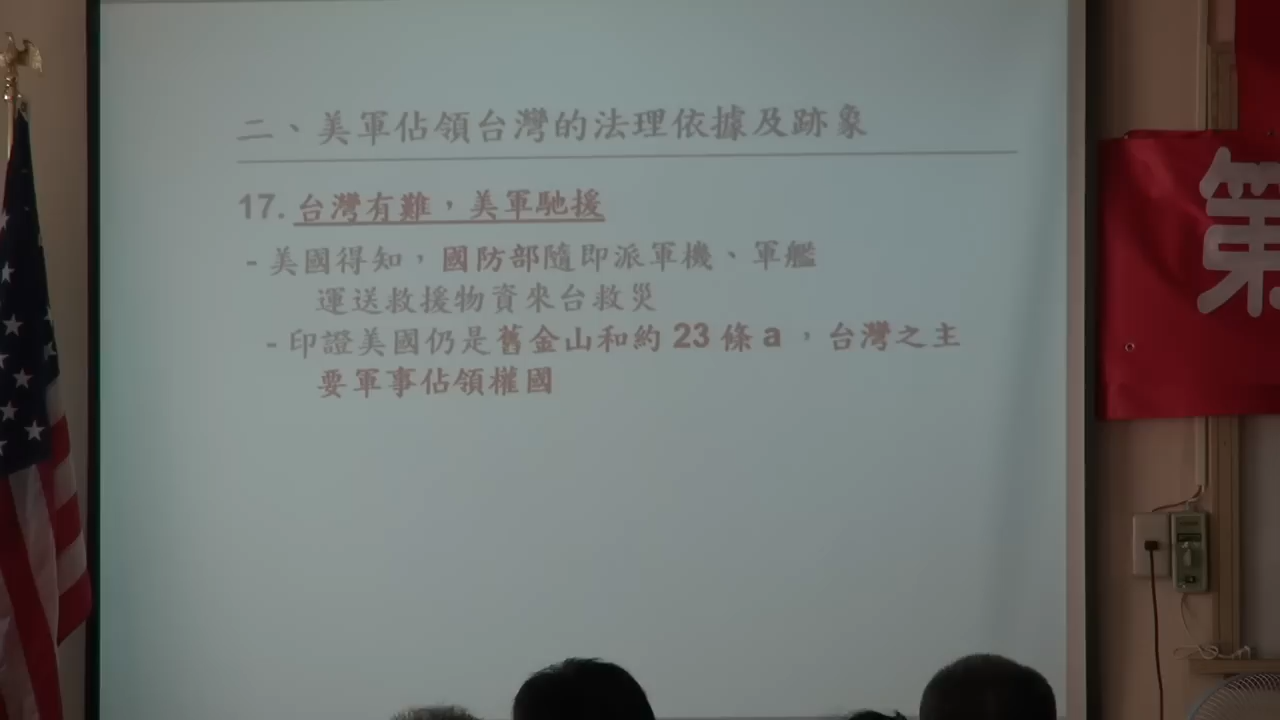 二、美軍佔領台灣的法理依據及跡象
17. 台灣有難，美軍馳援
- 美國得知，國防部隨即派軍機、軍艦
運送救援物資來台救災
- 印證美國仍是舊金山和約 23 條 a ，台灣之主
要軍事佔領權國
第